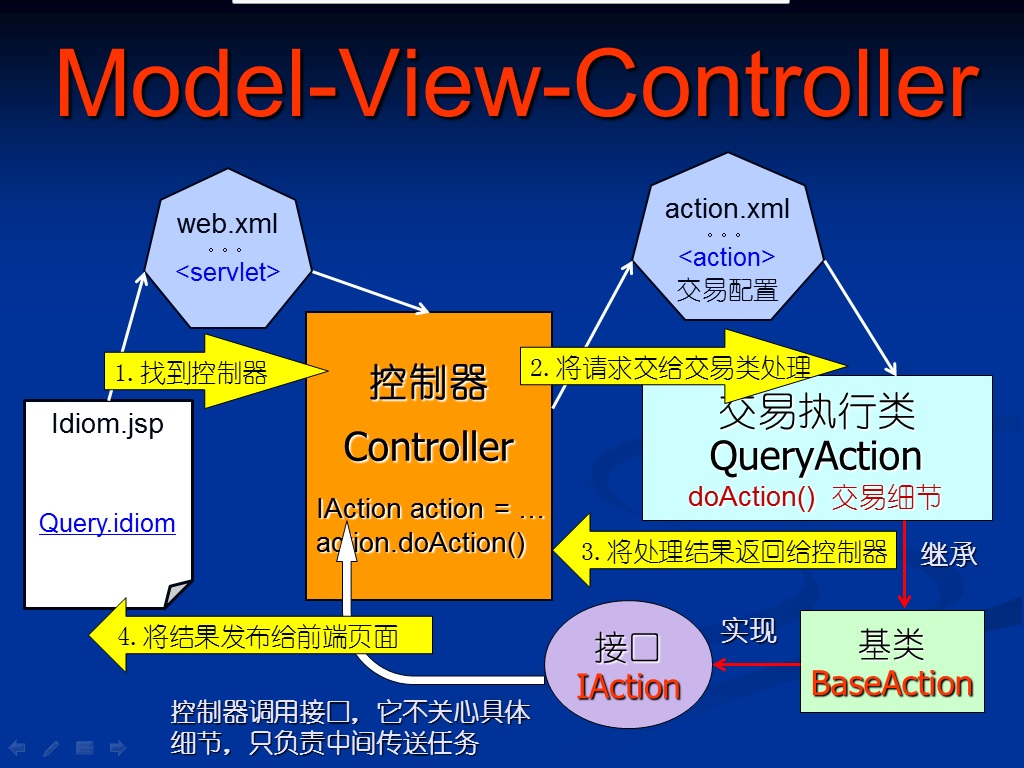 Model-View-Controller
web.xml
。。。
<servlet>
action.xml
。。。
<action>
交易配置
1.找到控制器
2.将请求交给交易类处理
Idiom.jsp
Query.idiom
控制器
Controller
IAction action = …
action.doAction()
交易执行类
QueryAction
doAction() 交易细节
3.将处理结果返回给控制器
继承
4.将结果发布给前端页面
接口
IAction
实现
基类
BaseAction
控制器调用接口，它不关心具体
细节，只负责中间传送任务